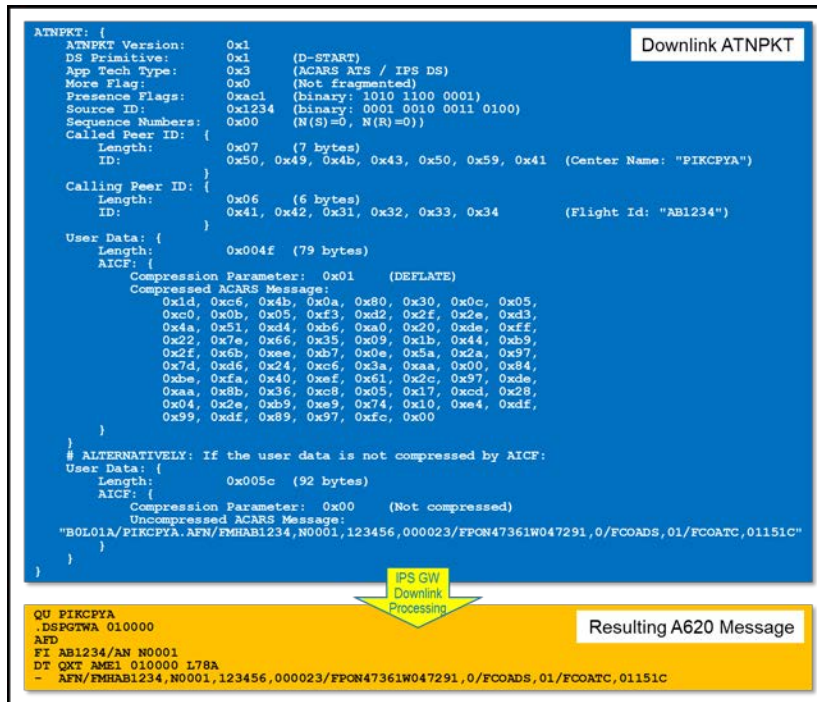 ATNPKT: {
Downlink ATNPKT
ATNPKT Version: 0x1
DS Primitive: 0x1 (D-START)
App Tech Type: 0x3 (ACARS ATS / IPS DS)
More Flag: 0x0 (Not fragmented)
Presence Flags: 0xac1 (binary: 1010 1100 0001)
Source ID: 0x1234 (binary: 0001 0010 0011 0100)
Sequence Numbers: 0x00 (N(S)=0, N(R)=0))
Called Peer ID: {
Length: 0x07 (7 bytes)
ID: 0x50, 0x49, 0x4b, 0x43, 0x50, 0x59, 0x41 (Center Name: "PIKCPYA")
}
Calling Peer ID: {
Length: 0x06 (6 bytes)
ID: 0x41, 0x42, 0x31, 0x32, 0x33, 0x34 (Flight Id: "AB1234")
}
User Data: {
Length: 0x004f (79 bytes)
AICF: {
Compression Parameter: 0x01 (DEFLATE)
Compressed ACARS Message:
0x1d, 0xc6, 0x4b, 0x0a, 0x80, 0x30, 0x0c, 0x05,
0xc0, 0x0b, 0x05, 0xf3, 0xd2, 0x2f, 0x2e, 0xd3,
0x4a, 0x51, 0xd4, 0xb6, 0xa0, 0x20, 0xde, 0xff,
0x22, 0x7e, 0x66, 0x35, 0x09, 0x1b, 0x44, 0xb9,
0x2f, 0x6b, 0xee, 0xb7, 0x0e, 0x5a, 0x2a, 0x97,
0x7d, 0xd6, 0x24, 0xc6, 0x3a, 0xaa, 0x00, 0x84,
0xbe, 0xfa, 0x40, 0xef, 0x61, 0x2c, 0x97, 0xde,
0xaa, 0x8b, 0x36, 0xc8, 0x05, 0x17, 0xcd, 0x28,
0x04, 0x2e, 0xb9, 0xe9, 0x74, 0x10, 0xe4, 0xdf,
0x99, 0xdf, 0x89, 0x97, 0xfc, 0x00
}
}
# ALTERNATIVELY: If the user data is not compressed by AICF:
User Data: {
Length: 0x005c (92 bytes)
AICF: {
Compression Parameter: 0x00 (Not compressed)
Uncompressed ACARS Message:
"B0L01A/PIKCPYA.AFN/FMHAB1234,N0001,123456,000023/FPON47361W047291,0/FCOADS,01/FCOATC,01151C"
}
}
}
IPS GW
Downlink
Processing
QU PIKCPYA
Resulting A620 Message
.DSPGTWA 010000
AFD
FI AB1234/AN N0001
DT QXT AME1 010000 L78A
- AFN/FMHAB1234,N0001,123456,000023/FPON47361W047291,0/FCOADS,01/FCOATC,01151C